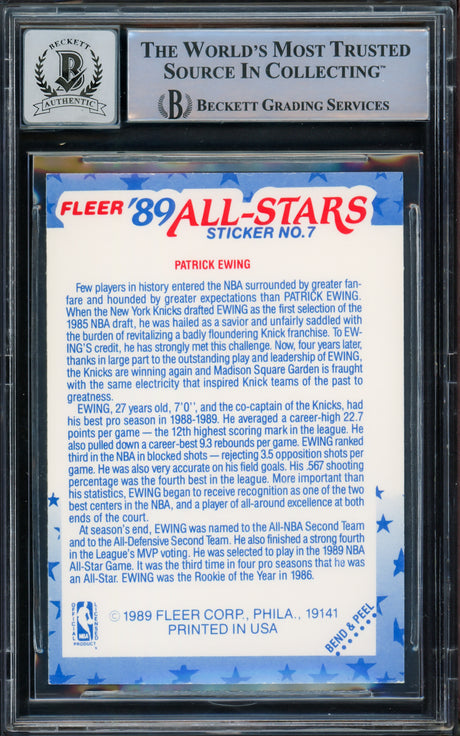 BECKETT
B
AUTHENTIC
THE WORLD'S MOST TRUSTED
SOURCE IN COLLECTING™
B BECKETT GRADING SERVICES
FLEER '89 ALL-STARS
STICKER NO. 7
PATRICK EWING
Few players in history entered the NBA surrounded by greater fan-
fare and hounded by greater expectations than PATRICK EWING.
When the New York Knicks drafted EWING as the first selection of the
1985 NBA draft, he was hailed as a savior and unfairly saddled with
the burden of revitalizing a badly floundering Knick franchise. To EW-
ING'S credit, he has strongly met this challenge. Now, four years later,
thanks in large part to the outstanding play and leadership of EWING,
the Knicks are winning again and Madison Square Garden is fraught
with the same electricity that inspired Knick teams of the past to
greatness.
EWING, 27 years old, 7'0", and the co-captain of the Knicks, had
his best pro season in 1988-1989. He averaged a career-high 22.7
points per game — the 12th highest scoring mark in the league. He
also pulled down a career-best 9.3 rebounds per game. EWING ranked
third in the NBA in blocked shots — rejecting 3.5 opposition shots per
game. He was also very accurate on his field goals. His .567 shooting
percentage was the fourth best in the league. More important than
his statistics, EWING began to receive recognition as one of the two
best centers in the NBA, and a player of all-around excellence at both
ends of the court.
At season's end, EWING was named to the All-NBA Second Team
and to the All-Defensive Second Team. He also finished a strong fourth
in the League's MVP voting. He was selected to play in the 1989 NBA
All-Star Game. It was the third time in four pro seasons that he was
an All-Star. EWING was the Rookie of the Year in 1986.
OFFICIAL LICENSED
PRODUCT
© 1989 FLEER CORP., PHILA., 19141
PRINTED IN USA
BEND & PEEL